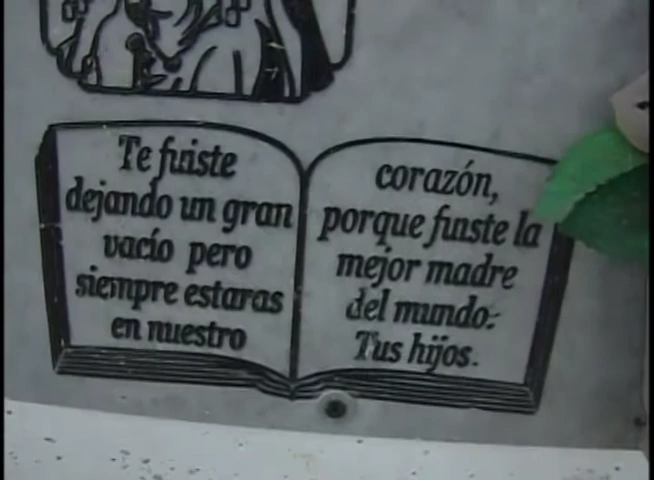 Te fuiste
dejando un gran
vacío pero
siempre estaras
en nuestro
corazón,
porque fuiste la
mejor madre
del mundo.
Tus hijos.